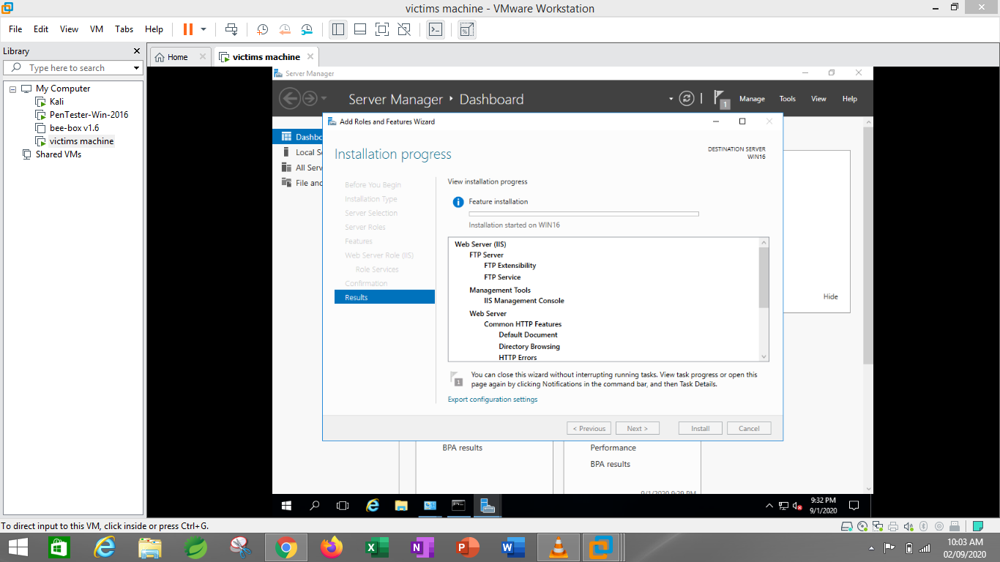 victims machine - VMware Workstation
File Edit View VM Tabs Help
Library
Type here to search
My Computer
Kali
PenTester-Win-2016
bee-box v1.6
victims machine
Shared VMs
Home
victims machine
Server Manager
Server Manager Dashboard
1
Manage Tools View Help
Dashbo
Local S
All Serv
File and
Add Roles and Features Wizard
Installation progress
DESTINATION SERVER
WIN16
Before You Begin
Installation Type
Server Selection
Server Roles
Features
Web Server Role (IIS)
Role Services
Confirmation
Results
View installation progress
Feature installation
Installation started on WIN16
Web Server (IIS)
FTP Server
FTP Extensibility
FTP Service
Management Tools
IIS Management Console
Web Server
Common HTTP Features
Default Document
Directory Browsing
HTTP Errors
1
You can close this wizard without interrupting running tasks. View task progress or open this
page again by clicking Notifications in the command bar, and then Task Details.
Export configuration settings
< Previous Next > Install Cancel
Hide
BPA results
Performance
BPA results
9/1/2020 9:29 PM
9:32 PM
9/1/2020
To direct input to this VM, click inside or press Ctrl+G.
10:03 AM
02/09/2020